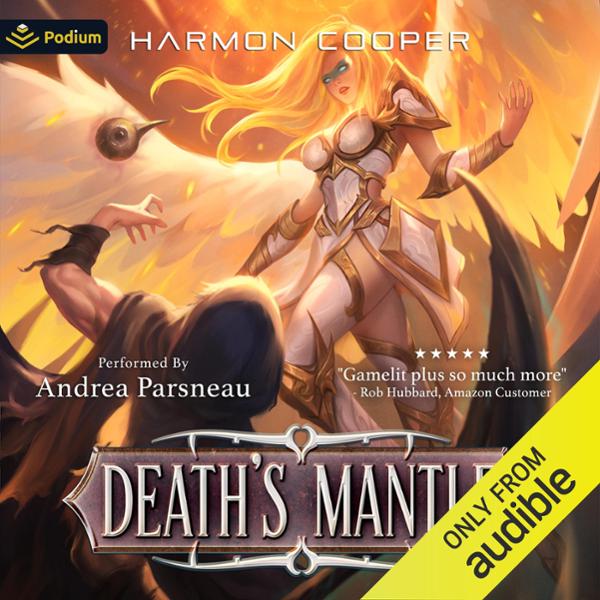 Podium
HARMON COOPER
Performed By
Andrea Parsneau
★★★★★
"Gamelit plus so much more"
- Rob Hubbard, Amazon Customer
DEATH'S MANTLE
ONLY FROM
audible